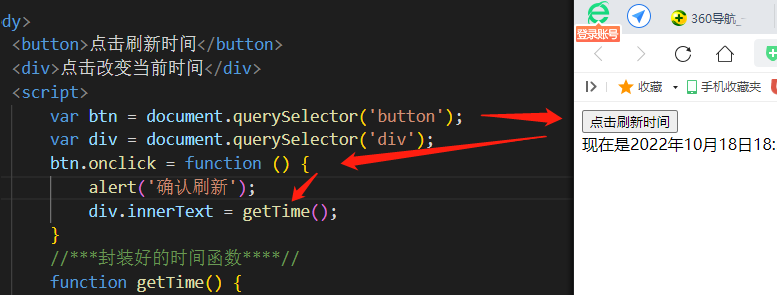 dy>
<button>点击刷新时间</button>
<div>点击改变当前时间</div>
<script>
var btn = document.querySelector('button');
var div = document.querySelector('div');
btn.onclick = function () {
alert('确认刷新');
div.innerText = getTime();
}
//***封装好的时间函数****//
function getTime() {
登录账号
360导航_
收藏
手机收藏夹
点击刷新时间
现在是2022年10月18日18: